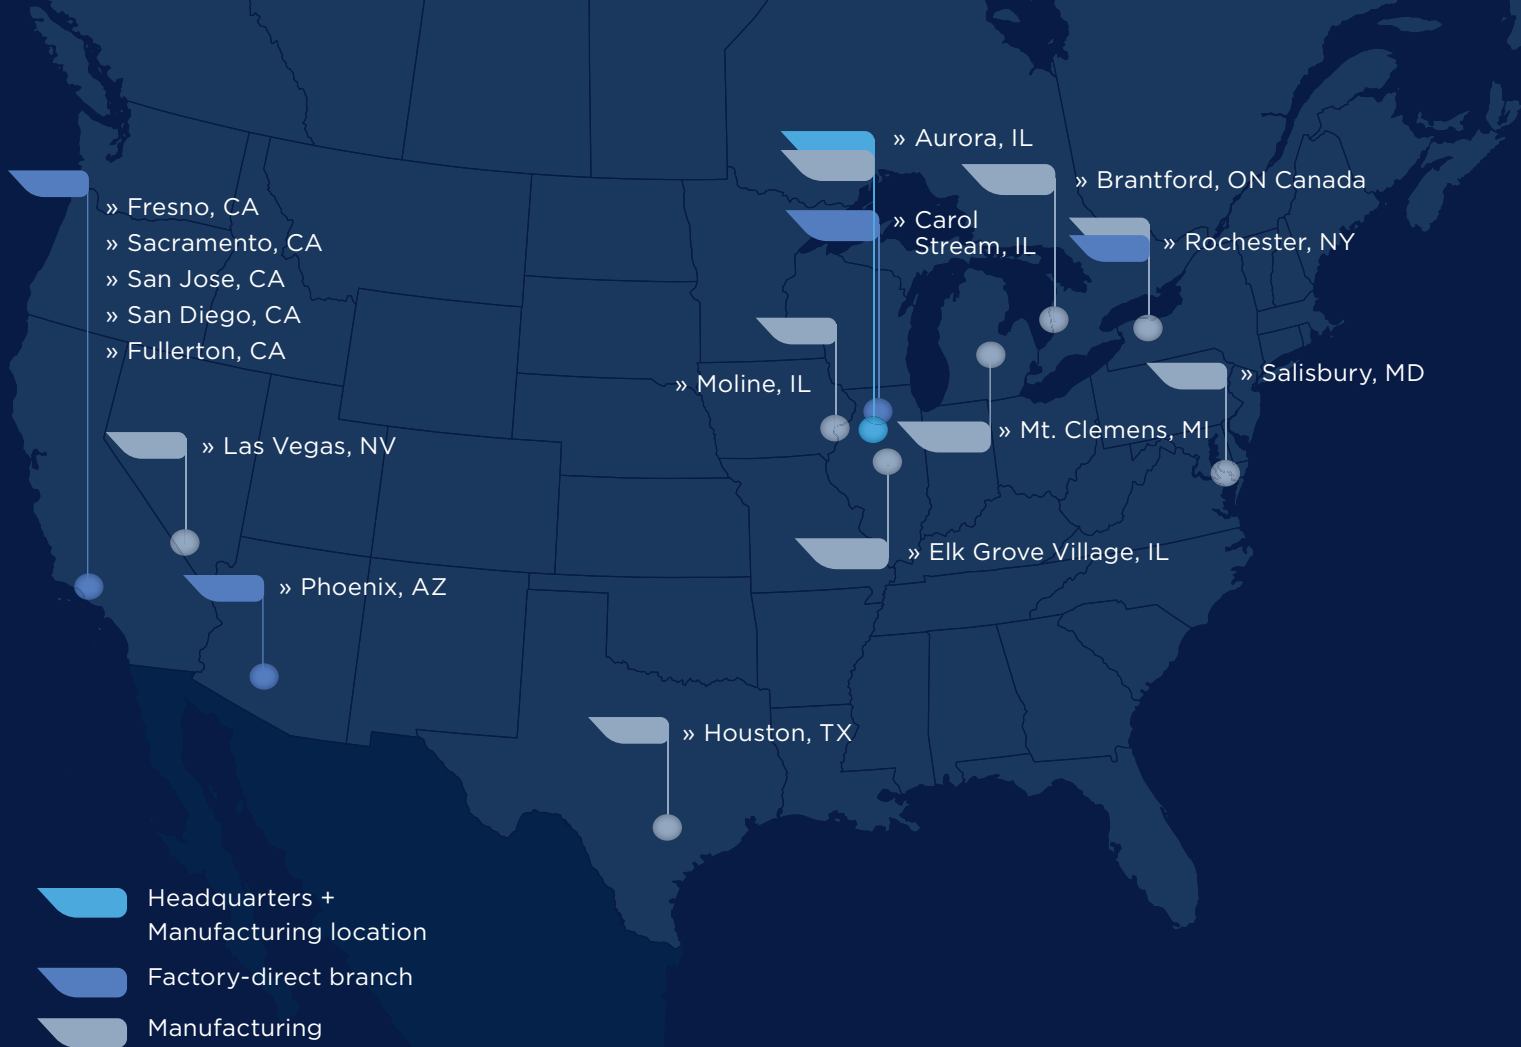 » Aurora, IL
» Brantford, ON Canada
» Fresno, CA
» Carol
Stream, IL
» Sacramento, CA
» Rochester, NY
» San Jose, CA
» San Diego, CA
» Fullerton, CA
» Moline, IL
» Salisbury, MD
» Las Vegas, NV
» Mt. Clemens, MI
» Elk Grove Village, IL
» Phoenix, AZ
» Houston, TX
Headquarters +
Manufacturing location
Factory-direct branch
Manufacturing